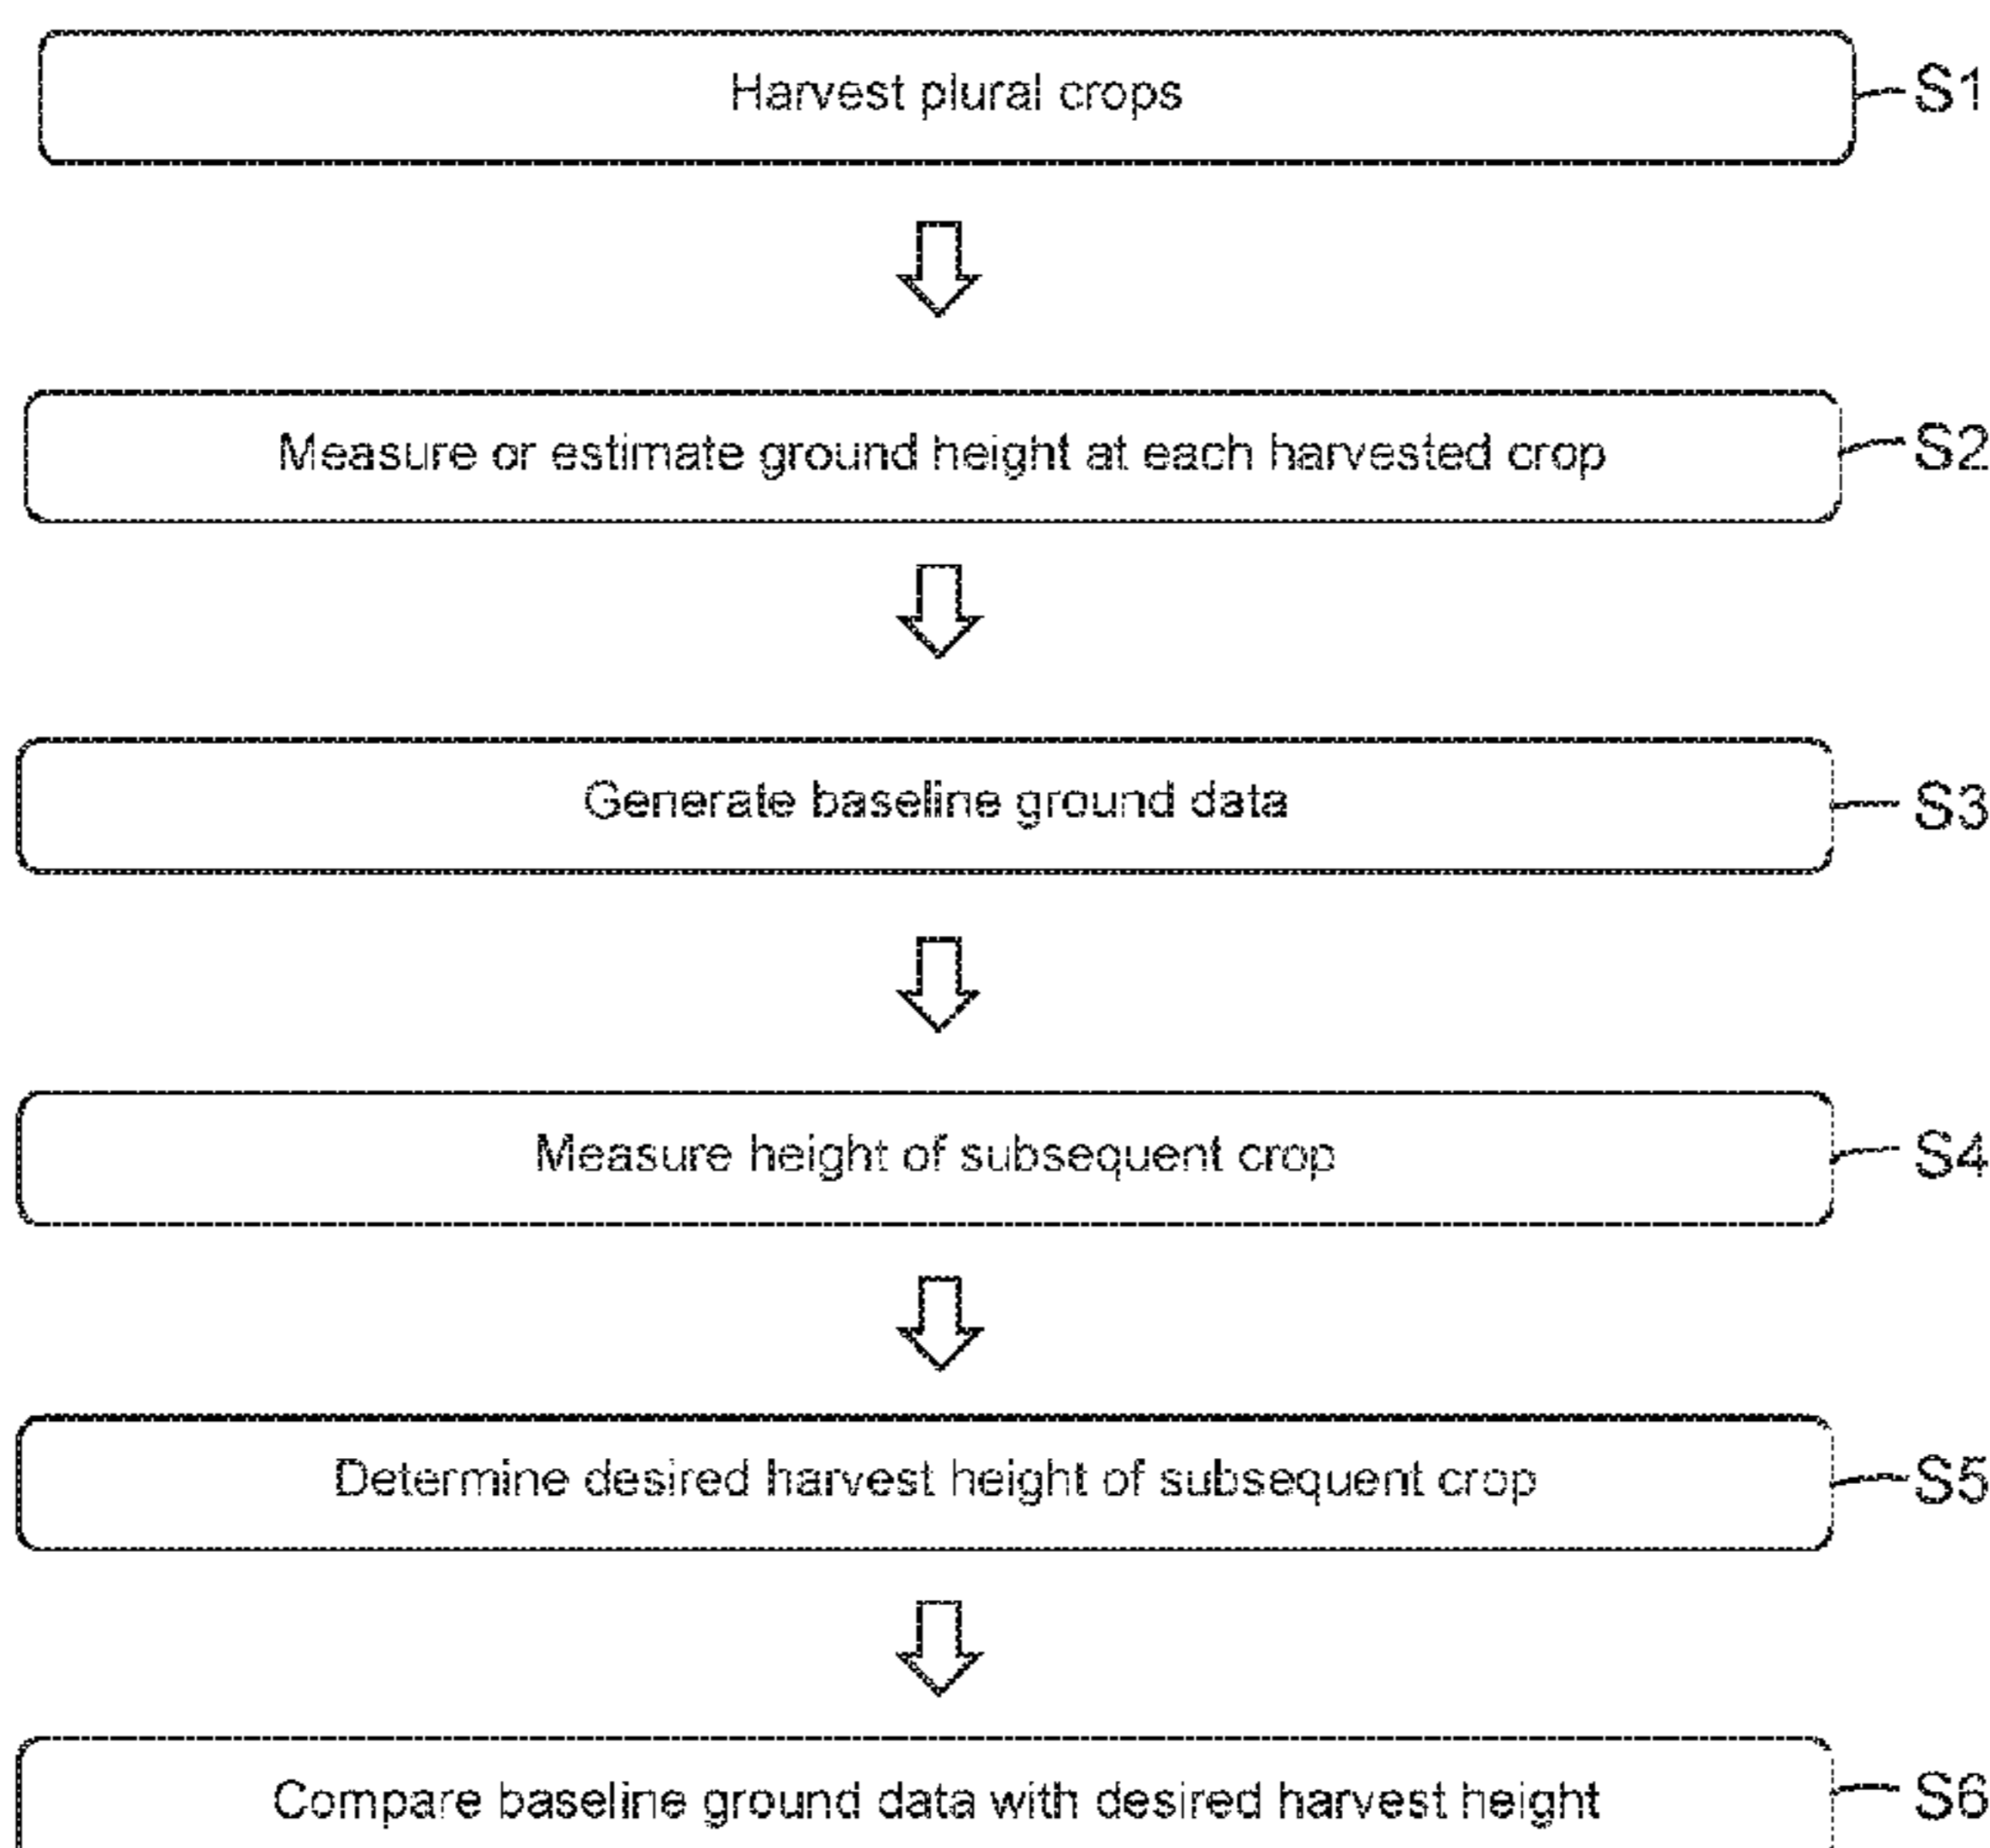 Harvest plural crops S1
Measure or estimate ground height at each harvested crop S2
Generate baseline ground data S3
Measure height of subsequent crop S4
Determine desired harvest height of subsequent crop S5
Compare baseline ground data with desired harvest height S6